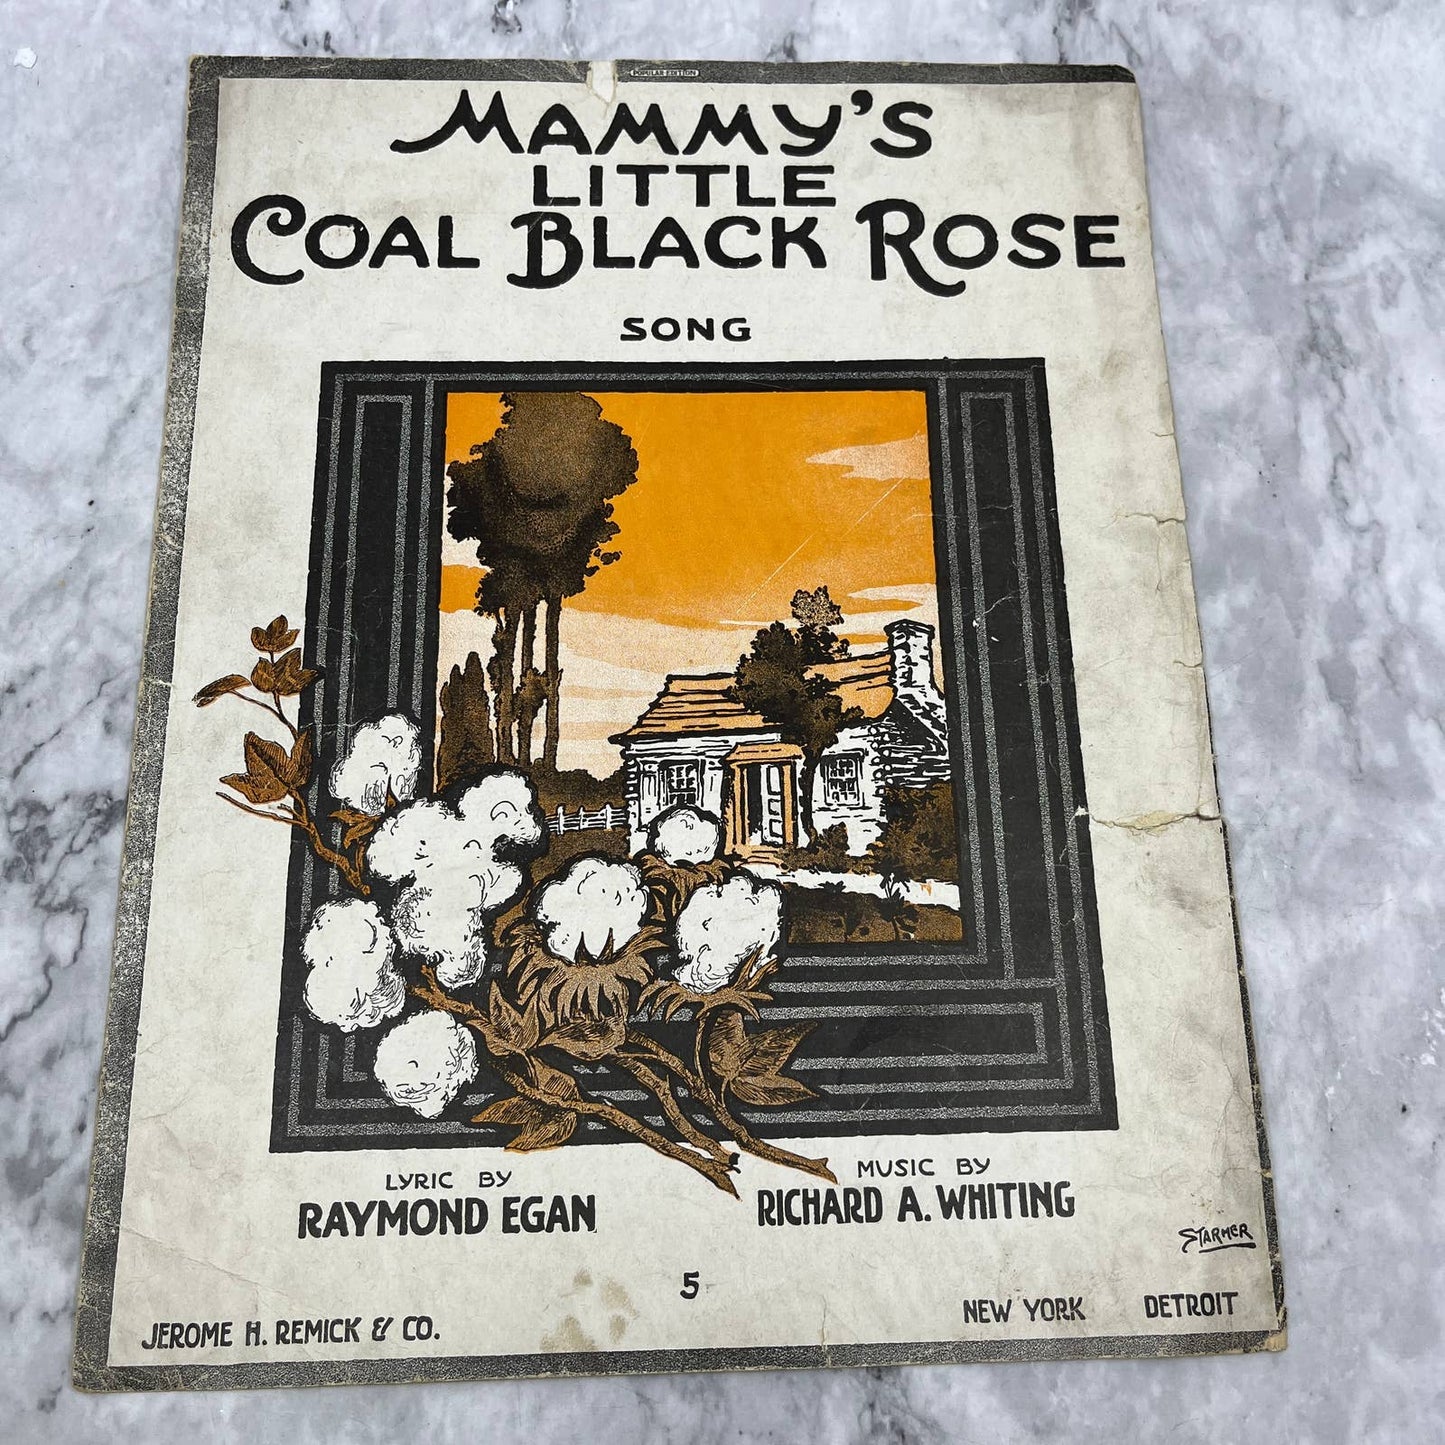 POPULAR EDITION
MAMMY'S
LITTLE
COAL BLACK ROSE
SONG
LYRIC BY
RAYMOND EGAN
MUSIC BY
RICHARD A. WHITING
STARMER
5
JEROME H. REMICK & CO.
NEW YORK DETROIT